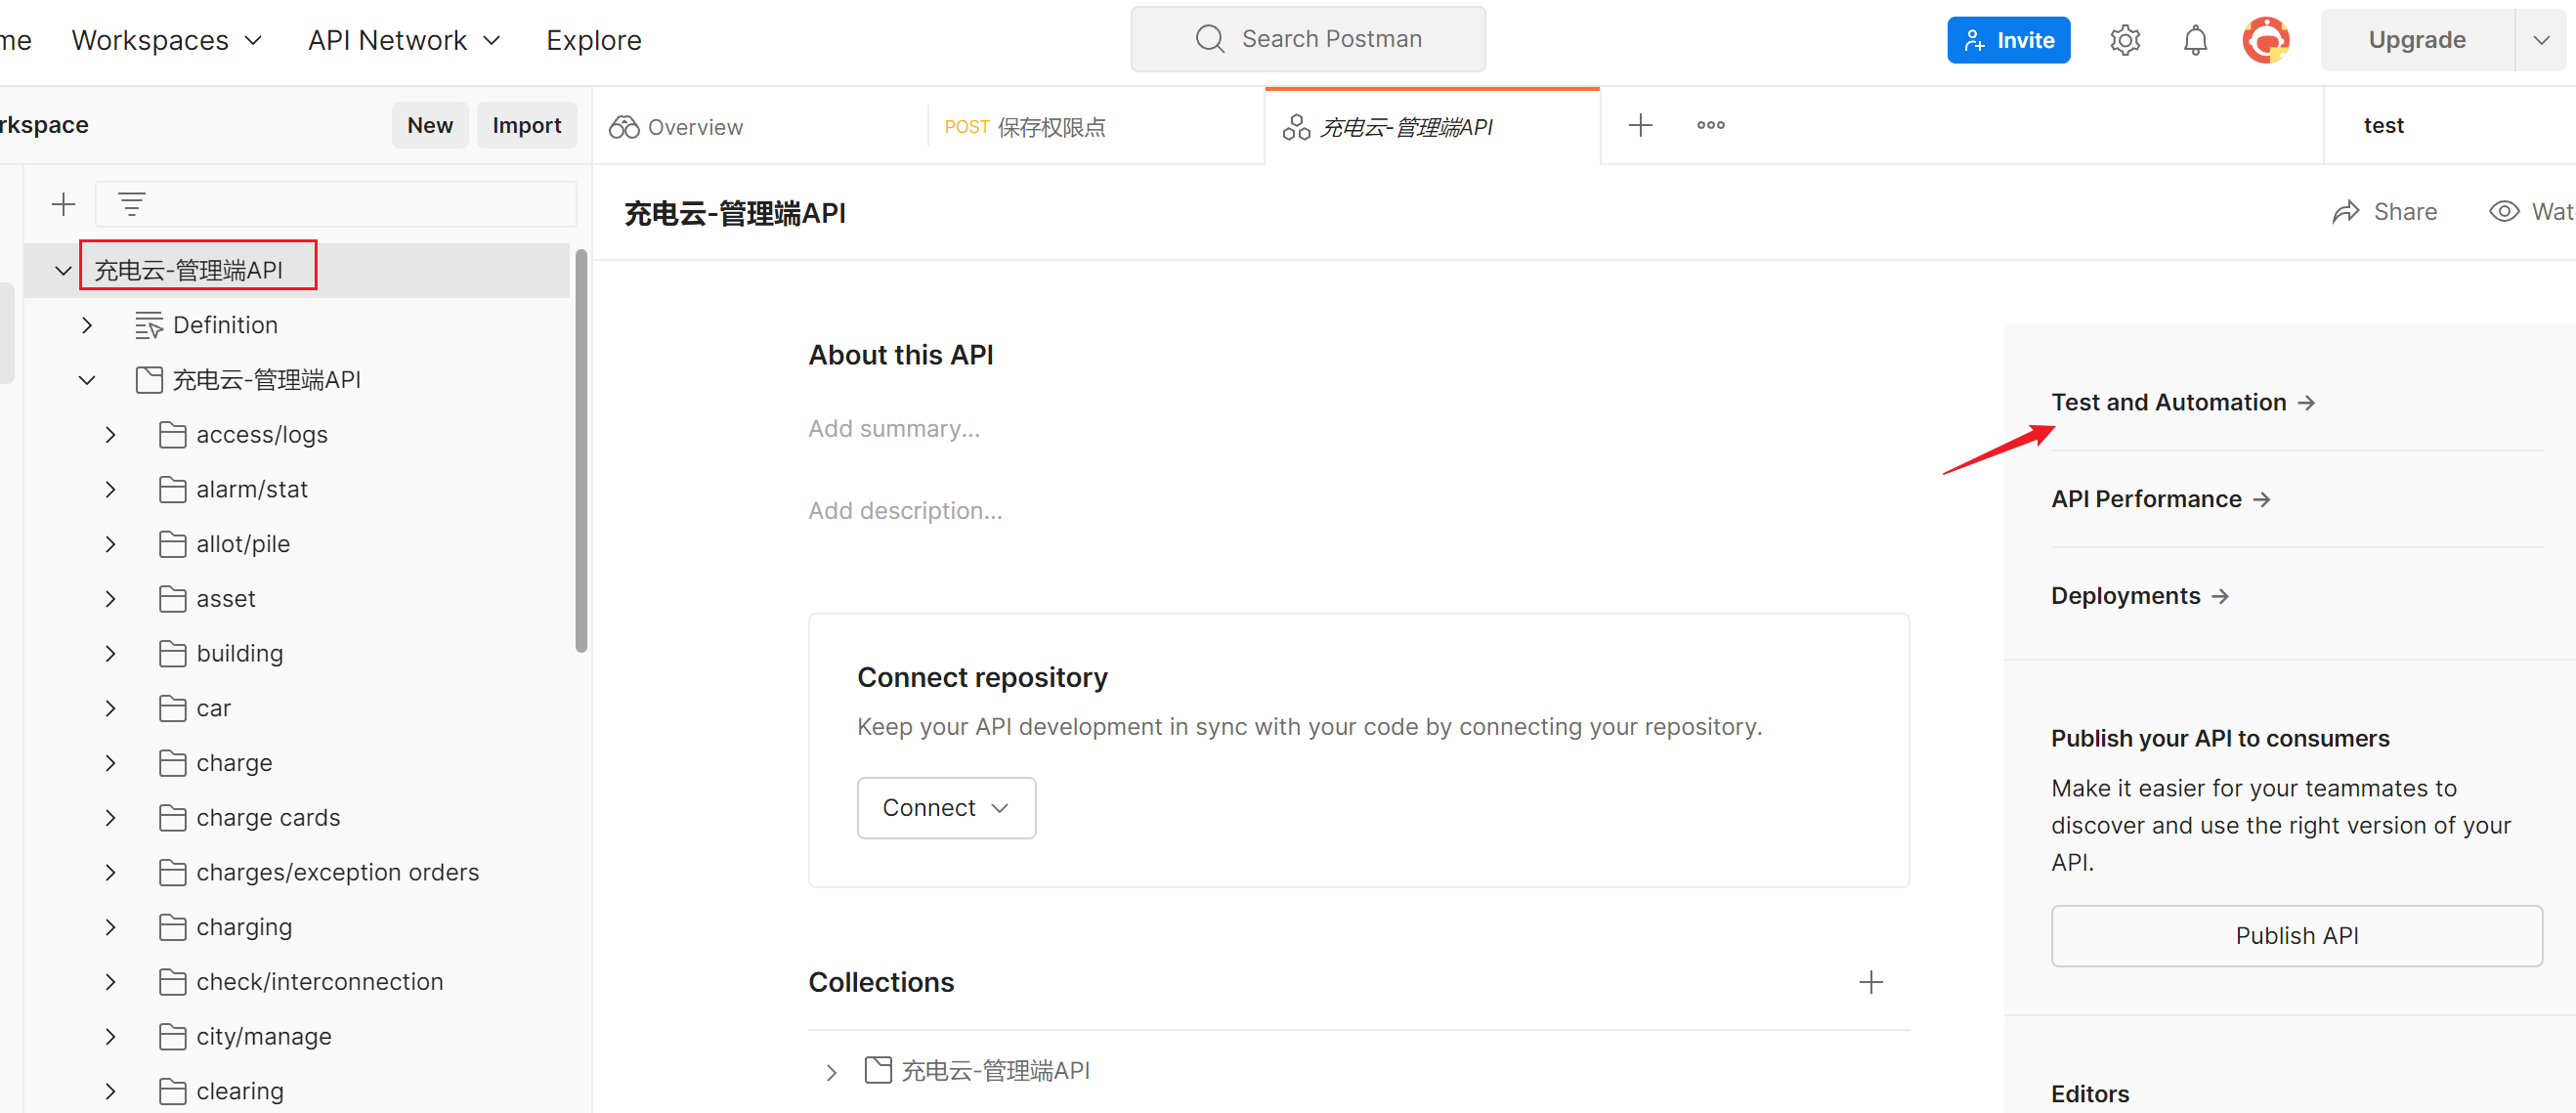 me Workspaces API Network Explore Search Postman Invite Upgrade
rkspace New Import Overview POST 保存权限点 充电云-管理端API test
充电云-管理端API Share Wat
充电云-管理端API
Definition
充电云-管理端API
access/logs
alarm/stat
allot/pile
asset
building
car
charge
charge cards
charges/exception orders
charging
check/interconnection
city/manage
clearing
About this API
Add summary...
Add description...
Connect repository
Keep your API development in sync with your code by connecting your repository.
Connect
Collections
充电云-管理端API
Test and Automation →
API Performance →
Deployments →
Publish your API to consumers
Make it easier for your teammates to
discover and use the right version of your
API.
Publish API
Editors